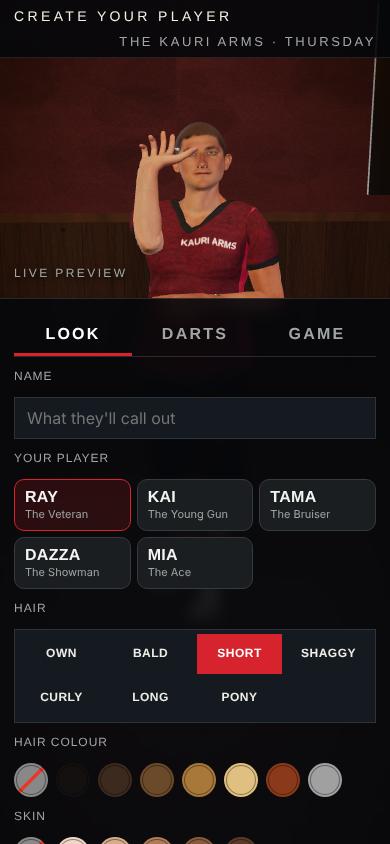 CREATE YOUR PLAYER
THE KAURI ARMS · THURSDAY
KAURI ARMS
LIVE PREVIEW
LOOK DARTS GAME
NAME
What they'll call out
YOUR PLAYER
RAY KAI TAMA
The Veteran The Young Gun The Bruiser
DAZZA MIA
The Showman The Ace
HAIR
OWN BALD SHORT SHAGGY
CURLY LONG PONY
HAIR COLOUR
SKIN